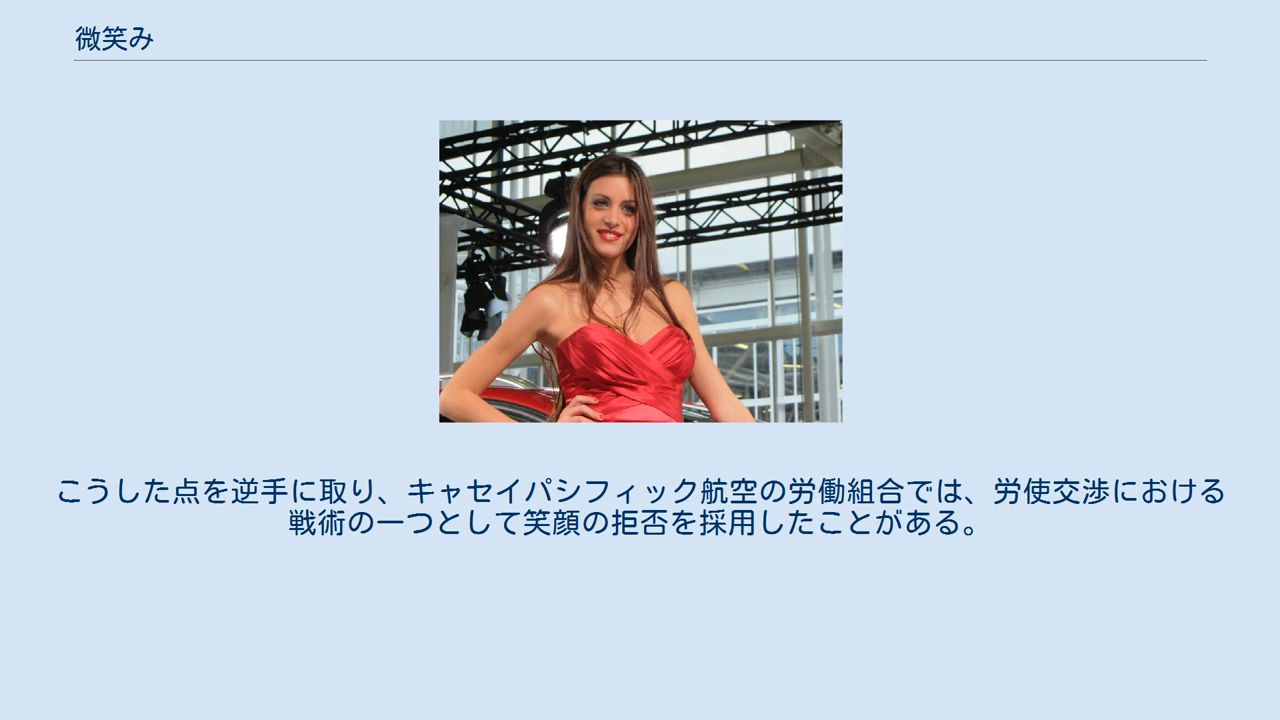 微笑み
こうした点を逆手に取り、キャセイパシフィック航空の労働組合では、労使交渉における
戦術の一つとして笑顔の拒否を採用したことがある。